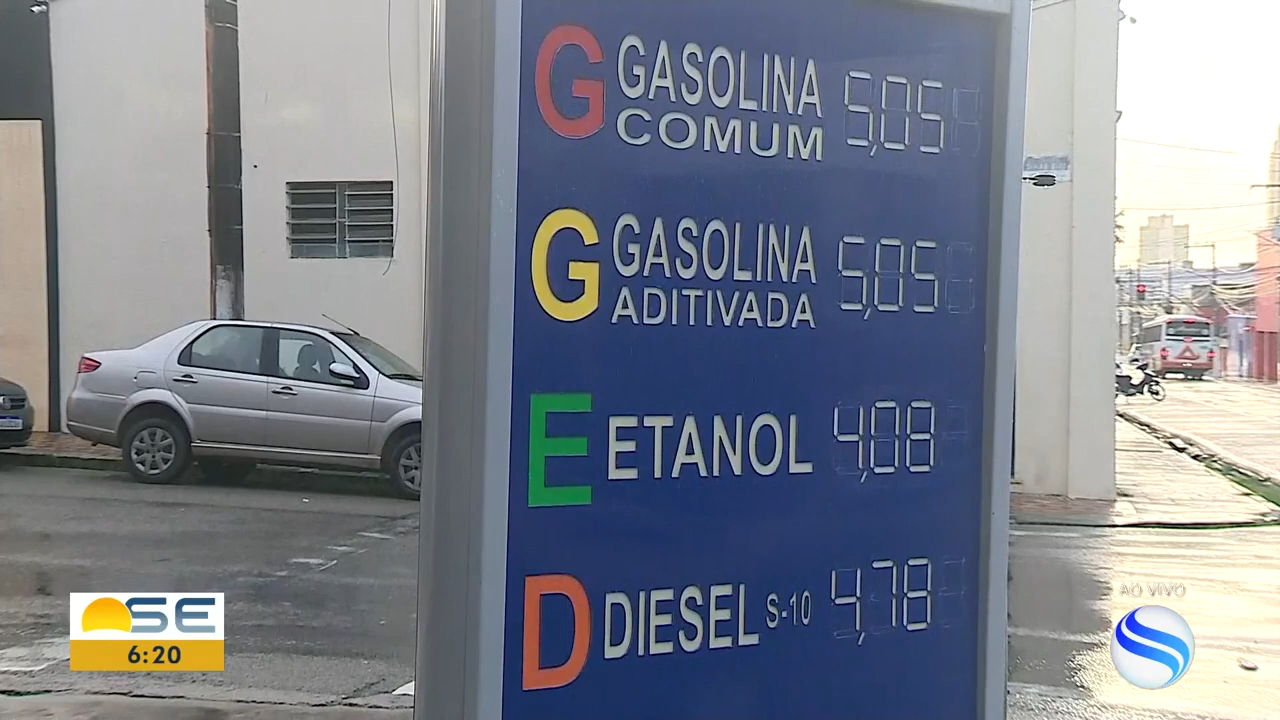 G GASOLINA COMUM 5,05
G GASOLINA ADITIVADA 5,05
E ETANOL 4,08
D DIESEL S-10 4,78
SE
6:20
AO VIVO